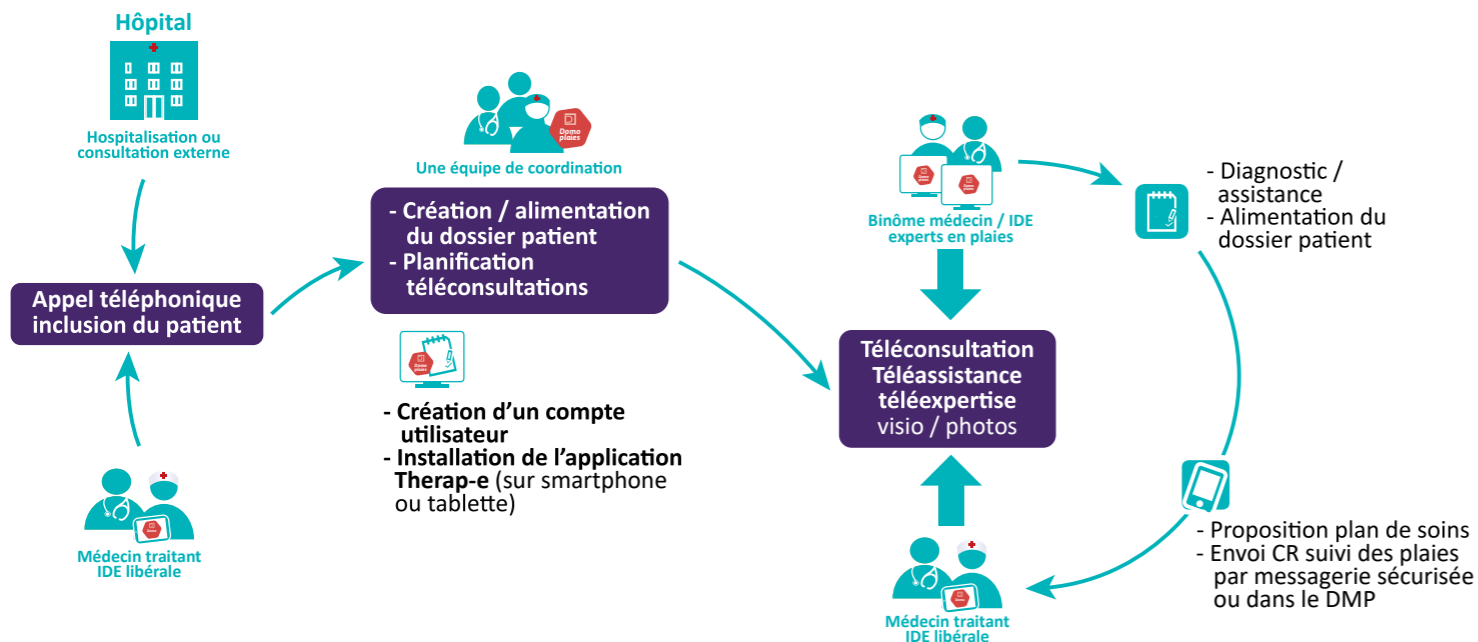 Hôpital
Hospitalisation ou
consultation externe
Appel téléphonique
inclusion du patient
Médecin traitant
IDE libérale
Domo
plaies
Une équipe de coordination
- Création / alimentation
du dossier patient
- Planification
téléconsultations
- Création d’un compte
utilisateur
- Installation de l’application
Therap-e (sur smartphone
ou tablette)
Binôme médecin / IDE
experts en plaies
Téléconsultation
Téléassistance
téléexpertise
visio / photos
Médecin traitant
IDE libérale
- Diagnostic /
assistance
- Alimentation du
dossier patient
- Proposition plan de soins
- Envoi CR suivi des plaies
par messagerie sécurisée
ou dans le DMP